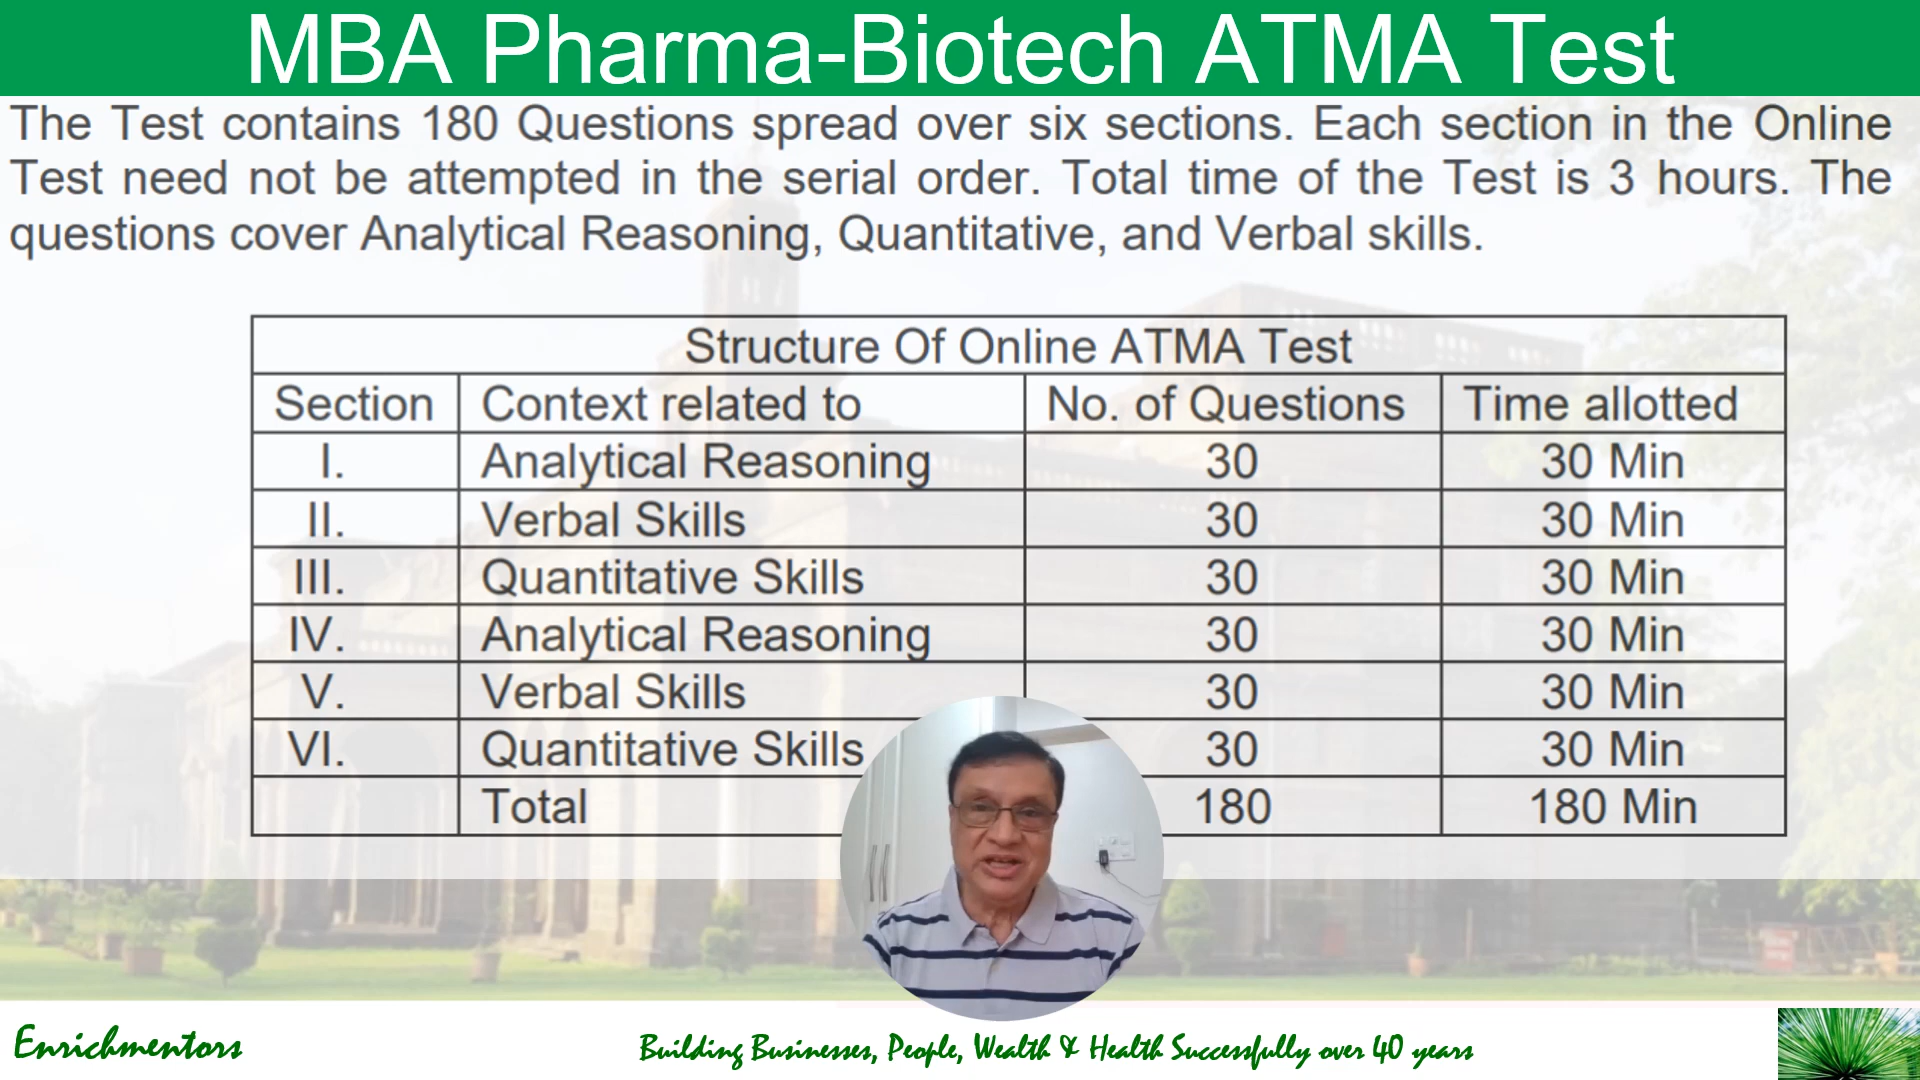 MBA Pharma-Biotech ATMA Test
The Test contains 180 Questions spread over six sections. Each section in the Online
Test need not be attempted in the serial order. Total time of the Test is 3 hours. The
questions cover Analytical Reasoning, Quantitative, and Verbal skills.
Structure Of Online ATMA Test
Section Context related to No. of Questions Time allotted
I. Analytical Reasoning 30 30 Min
II. Verbal Skills 30 30 Min
III. Quantitative Skills 30 30 Min
IV. Analytical Reasoning 30 30 Min
V. Verbal Skills 30 30 Min
VI. Quantitative Skills 30 30 Min
Total 180 180 Min
Enrichmentors
Building Businesses, People, Wealth & Health Successfully over 40 years